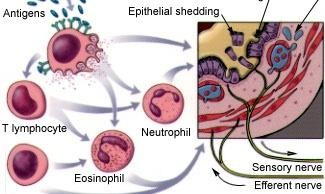 Epithelial shedding
Antigens
T lymphocyte
Neutrophil
Eosinophil
Sensory nerve
Efferent nerve